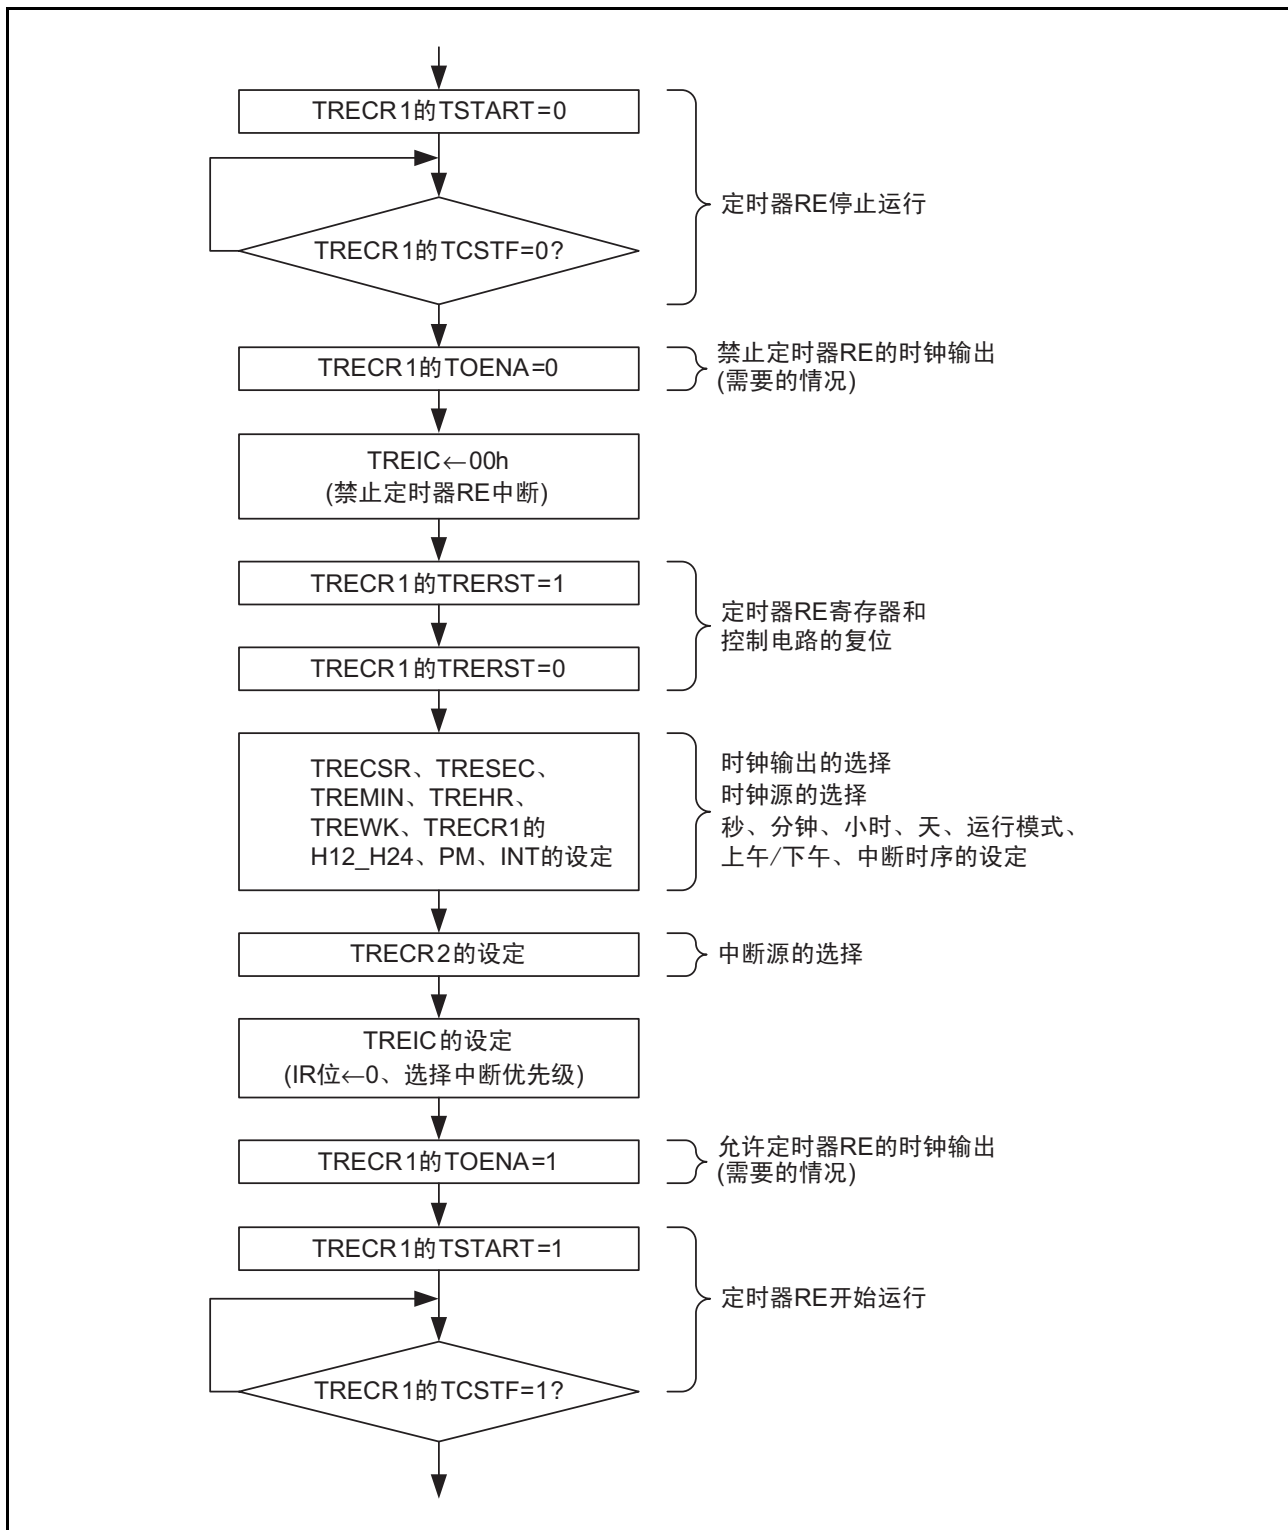 TRECR1的TSTART=0
TRECR1的TCSTF=0?
定时器RE停止运行
TRECR1的TOENA=0
禁止定时器RE的时钟输出
(需要的情况)
TREIC←00h
(禁止定时器RE中断)
TRECR1的TRERST=1
TRECR1的TRERST=0
定时器RE寄存器和
控制电路的复位
TRECSR、TRESEC、
TREMIN、TREHR、
TREWK、TRECR1的
H12_H24、PM、INT的设定
时钟输出的选择
时钟源的选择
秒、分钟、小时、天、运行模式、
上午/下午、中断时序的设定
TRECR2的设定
中断源的选择
TREIC的设定
(IR位←0、选择中断优先级)
TRECR1的TOENA=1
允许定时器RE的时钟输出
(需要的情况)
TRECR1的TSTART=1
TRECR1的TCSTF=1?
定时器RE开始运行